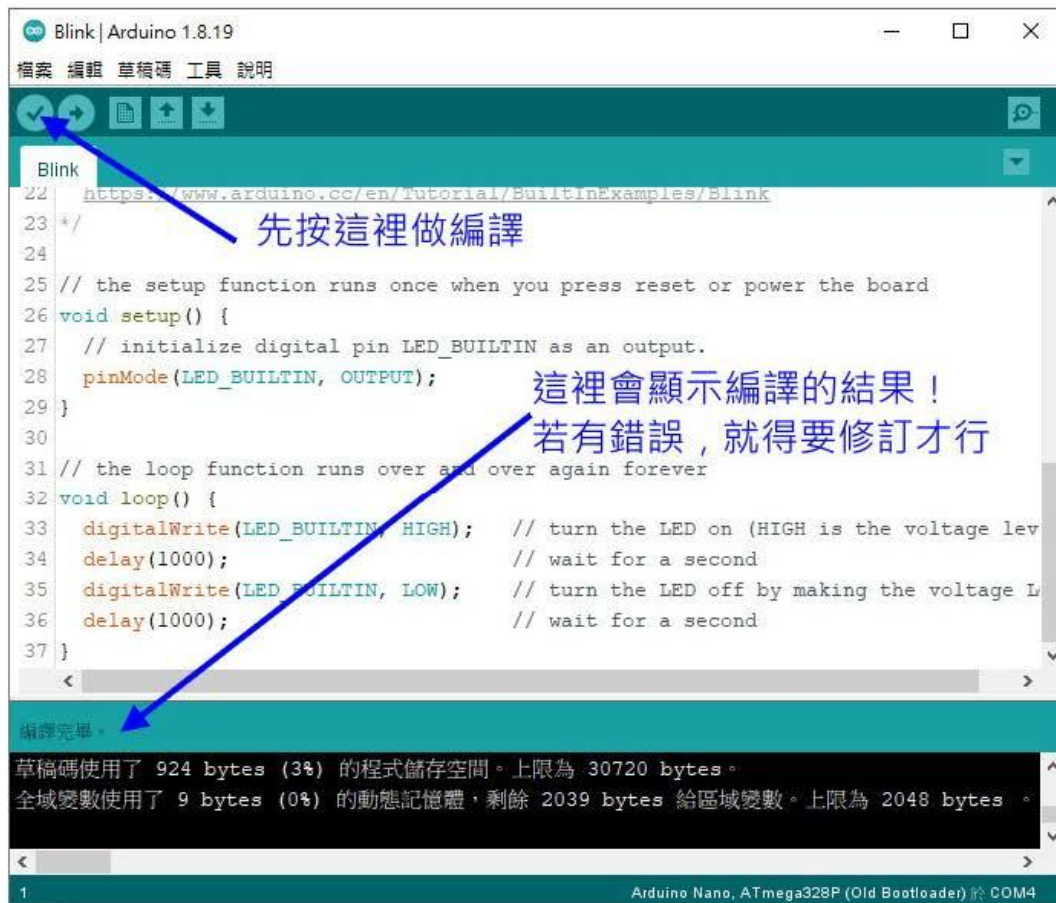 Blink | Arduino 1.8.19
檔案 編輯 草稿碼 工具 說明
Blink
22 https://www.arduino.cc/en/Tutorial/BuiltInExamples/Blink
23 */
先按這裡做編譯
24
25 // the setup function runs once when you press reset or power the board
26 void setup() {
27 // initialize digital pin LED_BUILTIN as an output.
28 pinMode(LED_BUILTIN, OUTPUT);
這裡會顯示編譯的結果！
29 }
若有錯誤，就得要修訂才行
30
31 // the loop function runs over and over again forever
32 void loop() {
33 digitalWrite(LED_BUILTIN, HIGH); // turn the LED on (HIGH is the voltage lev
34 delay(1000); // wait for a second
35 digitalWrite(LED_BUILTIN, LOW); // turn the LED off by making the voltage L
36 delay(1000); // wait for a second
37 }
編譯完畢。
草稿碼使用了 924 bytes (3%) 的程式儲存空間。上限為 30720 bytes。
全域變數使用了 9 bytes (0%) 的動態記憶體，剩餘 2039 bytes 給區域變數。上限為 2048 bytes 。
1 Arduino Nano, ATmega328P (Old Bootloader) 於 COM4